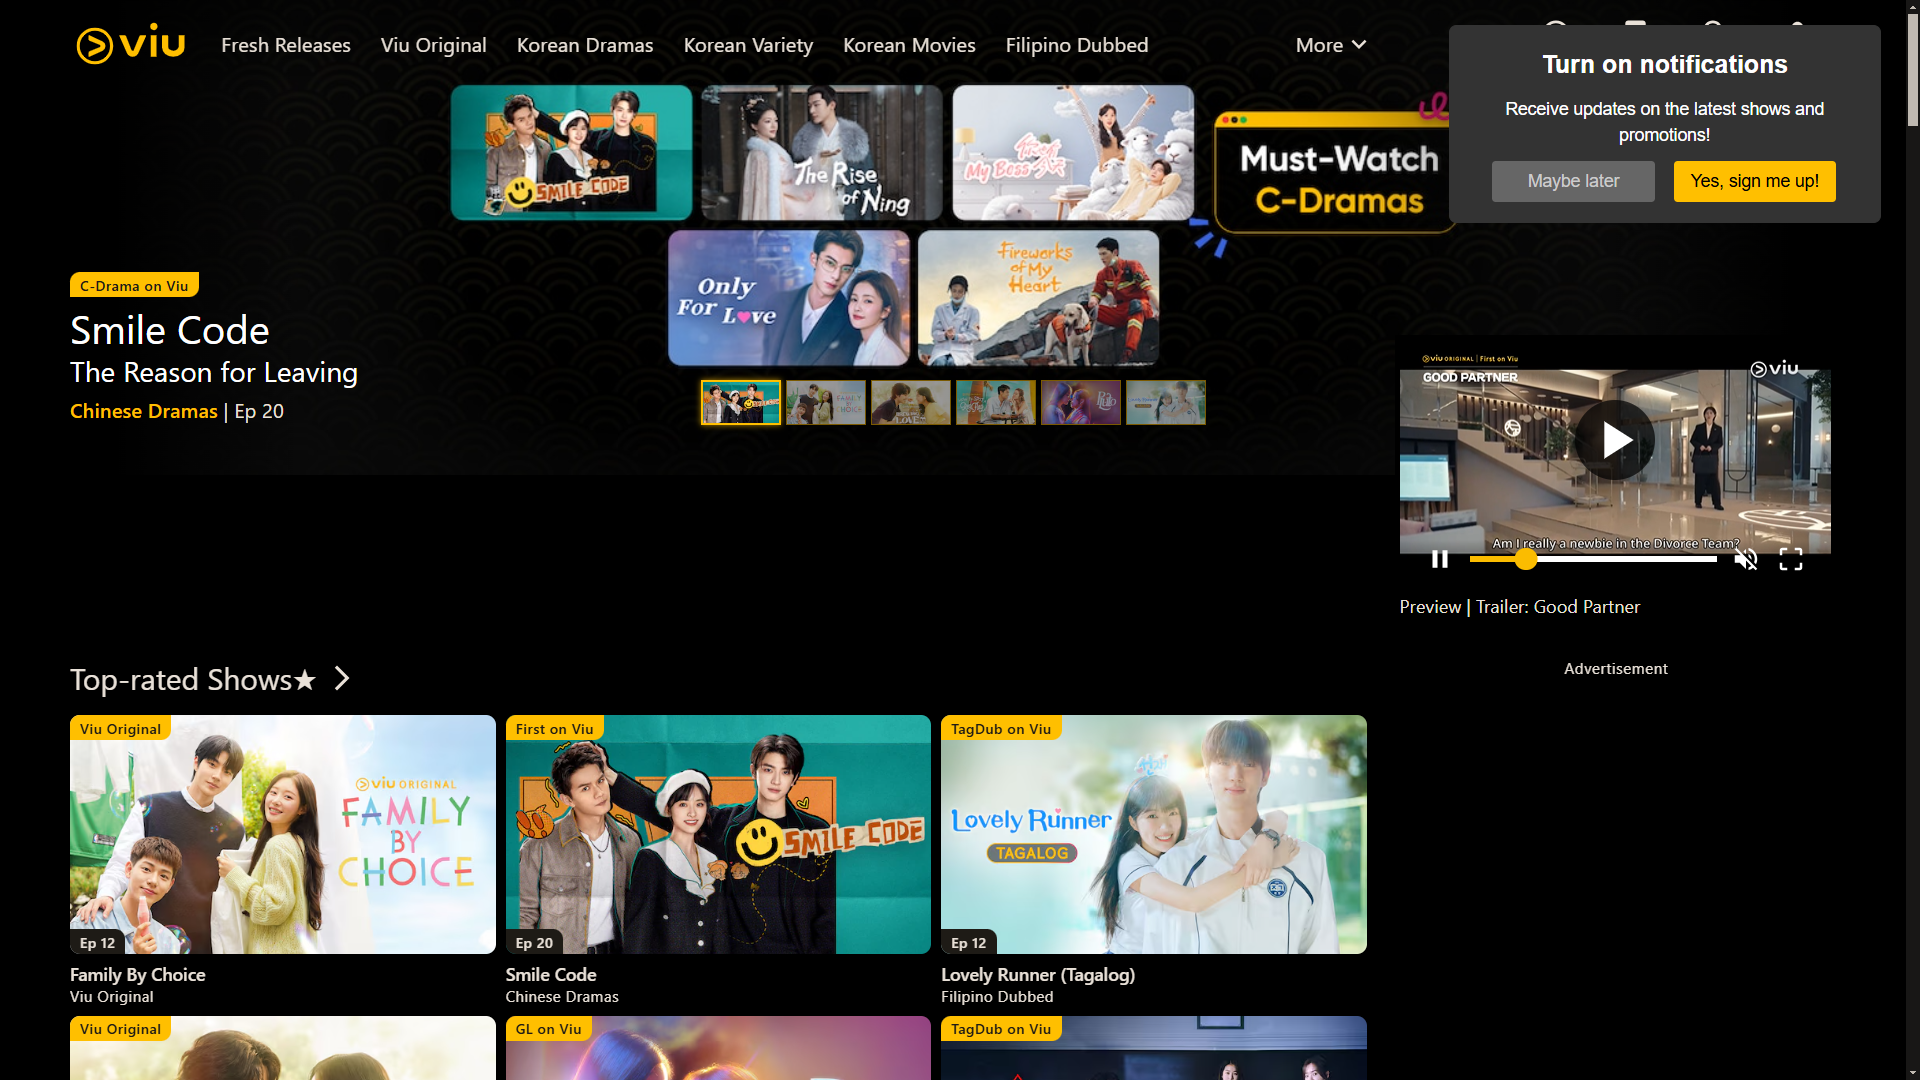 viu
Fresh Releases
Viu Original
Korean Dramas
Korean Variety
Korean Movies
Filipino Dubbed
More
Turn on notifications
Receive updates on the latest shows and
promotions!
Maybe later
Yes, sign me up!
SMILE CODE
The Rise
of Ning
My Boss
Must-Watch
C-Dramas
Only
For Love
Fireworks
of My
Heart
C-Drama on Viu
Smile Code
The Reason for Leaving
Chinese Dramas | Ep 20
viu ORIGINAL | First on Viu
GOOD PARTNER
viu
Am I really a newbie in the Divorce Team?
Preview | Trailer: Good Partner
Advertisement
Top-rated Shows★
Viu Original
viu ORIGINAL
FAMILY
BY
CHOICE
Ep 12
Family By Choice
Viu Original
First on Viu
SMILE CODE
Ep 20
Smile Code
Chinese Dramas
TagDub on Viu
Lovely Runner
TAGALOG
Ep 12
Lovely Runner (Tagalog)
Filipino Dubbed
Viu Original
GL on Viu
TagDub on Viu